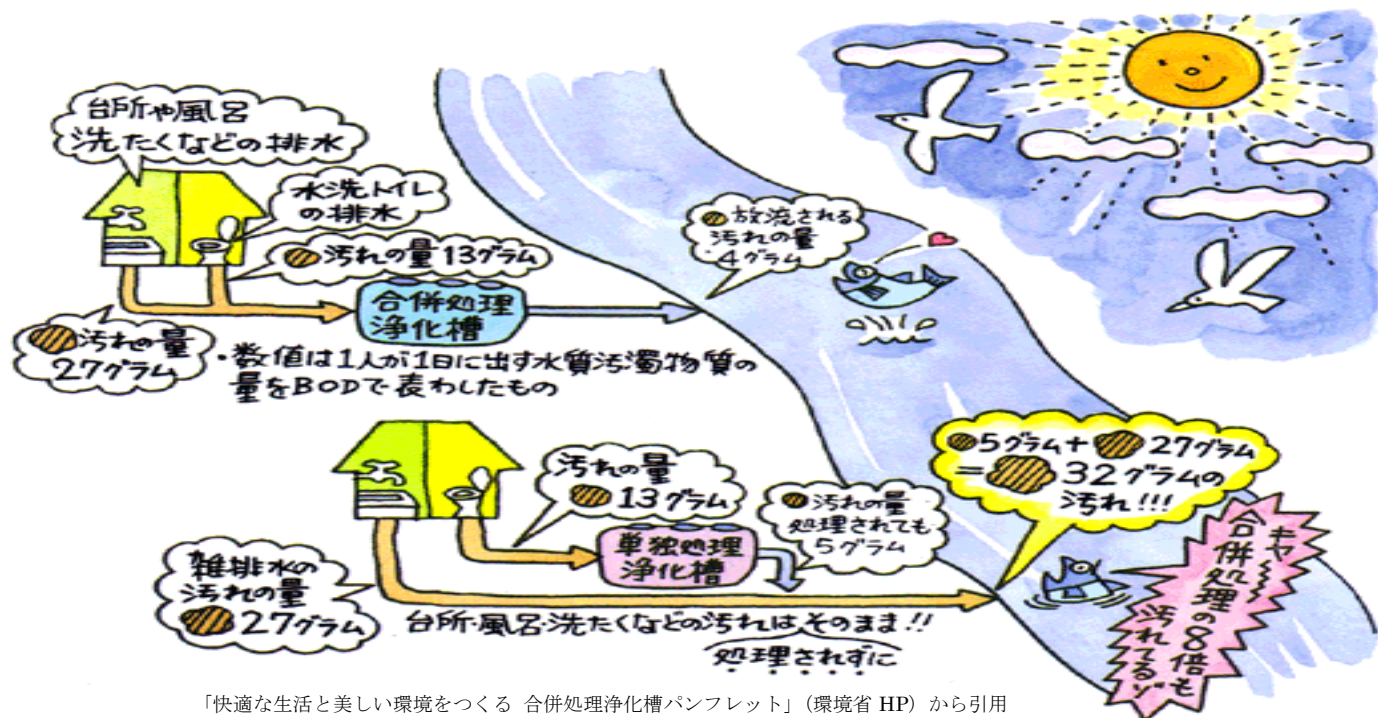 台所や風呂
洗たくなどの排水
水洗トイレ
の排水
汚れの量13グラム
合併処理
浄化槽
放流される
汚れの量
4グラム
汚れの量
27グラム
・数値は1人が1日に出す水質汚濁物質の
量をBODで表わしたもの
汚れの量
13グラム
単独処理
浄化槽
汚れの量
処理されても
5グラム
雑排水の
汚れの量
27グラム
台所・風呂・洗たくなどの汚れはそのまま!!
処理されずに
5グラム+27グラム
=32グラムの
汚れ!!!
キャー
合併処理の8倍も
汚れてるゾ
「快適な生活と美しい環境をつくる 合併処理浄化槽パンフレット」(環境省 HP) から引用